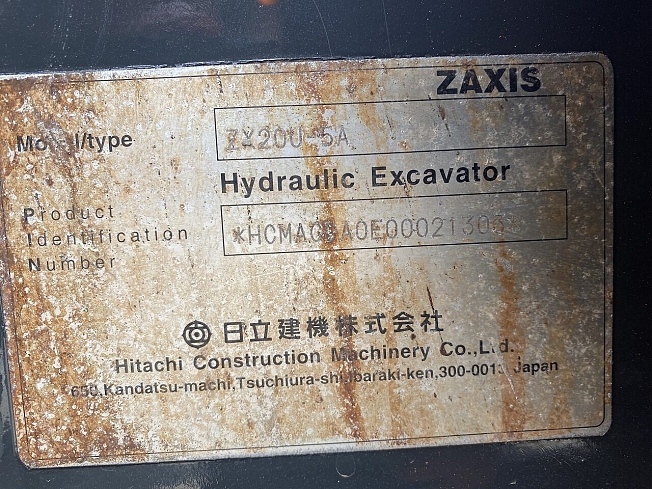 ZAXIS
Model/type
ZX20U-5A
Hydraulic Excavator
Product
Identification
Number
日立建機株式会社
Hitachi Construction Machinery Co.,Ltd.
650,Kandatsu-machi,Tsuchiura-shi,Ibaraki-ken,300-0013 Japan